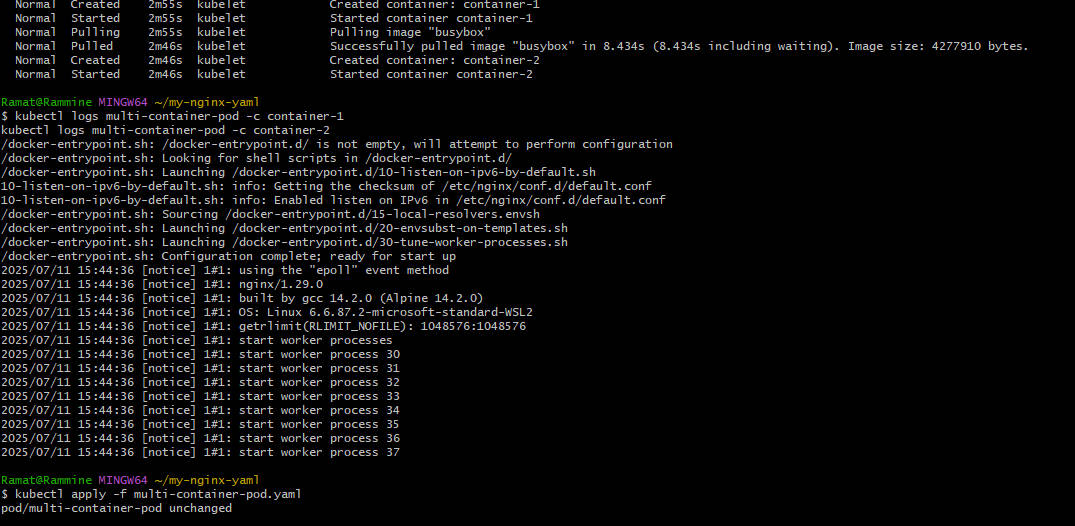 Normal  Created    2m55s  kubelet            Created container: container-1
Normal  Started    2m55s  kubelet            Started container container-1
Normal  Pulling    2m55s  kubelet            Pulling image "busybox"
Normal  Pulled     2m46s  kubelet            Successfully pulled image "busybox" in 8.434s (8.434s including waiting). Image size: 4277910 bytes.
Normal  Created    2m46s  kubelet            Created container: container-2
Normal  Started    2m46s  kubelet            Started container container-2
Ramat@Rammine MINGW64 ~/my-nginx-yaml
$ kubectl logs multi-container-pod -c container-1
kubectl logs multi-container-pod -c container-2
/docker-entrypoint.sh: /docker-entrypoint.d/ is not empty, will attempt to perform configuration
/docker-entrypoint.sh: Looking for shell scripts in /docker-entrypoint.d/
/docker-entrypoint.sh: Launching /docker-entrypoint.d/10-listen-on-ipv6-by-default.sh
10-listen-on-ipv6-by-default.sh: info: Getting the checksum of /etc/nginx/conf.d/default.conf
10-listen-on-ipv6-by-default.sh: info: Enabled listen on IPv6 in /etc/nginx/conf.d/default.conf
/docker-entrypoint.sh: Sourcing /docker-entrypoint.d/15-local-resolvers.envsh
/docker-entrypoint.sh: Launching /docker-entrypoint.d/20-envsubst-on-templates.sh
/docker-entrypoint.sh: Launching /docker-entrypoint.d/30-tune-worker-processes.sh
/docker-entrypoint.sh: Configuration complete; ready for start up
2025/07/11 15:44:36 [notice] 1#1: using the "epoll" event method
2025/07/11 15:44:36 [notice] 1#1: nginx/1.29.0
2025/07/11 15:44:36 [notice] 1#1: built by gcc 14.2.0 (Alpine 14.2.0)
2025/07/11 15:44:36 [notice] 1#1: OS: Linux 6.6.87.2-microsoft-standard-WSL2
2025/07/11 15:44:36 [notice] 1#1: getrlimit(RLIMIT_NOFILE): 1048576:1048576
2025/07/11 15:44:36 [notice] 1#1: start worker processes
2025/07/11 15:44:36 [notice] 1#1: start worker process 30
2025/07/11 15:44:36 [notice] 1#1: start worker process 31
2025/07/11 15:44:36 [notice] 1#1: start worker process 32
2025/07/11 15:44:36 [notice] 1#1: start worker process 33
2025/07/11 15:44:36 [notice] 1#1: start worker process 34
2025/07/11 15:44:36 [notice] 1#1: start worker process 35
2025/07/11 15:44:36 [notice] 1#1: start worker process 36
2025/07/11 15:44:36 [notice] 1#1: start worker process 37
Ramat@Rammine MINGW64 ~/my-nginx-yaml
$ kubectl apply -f multi-container-pod.yaml
pod/multi-container-pod unchanged